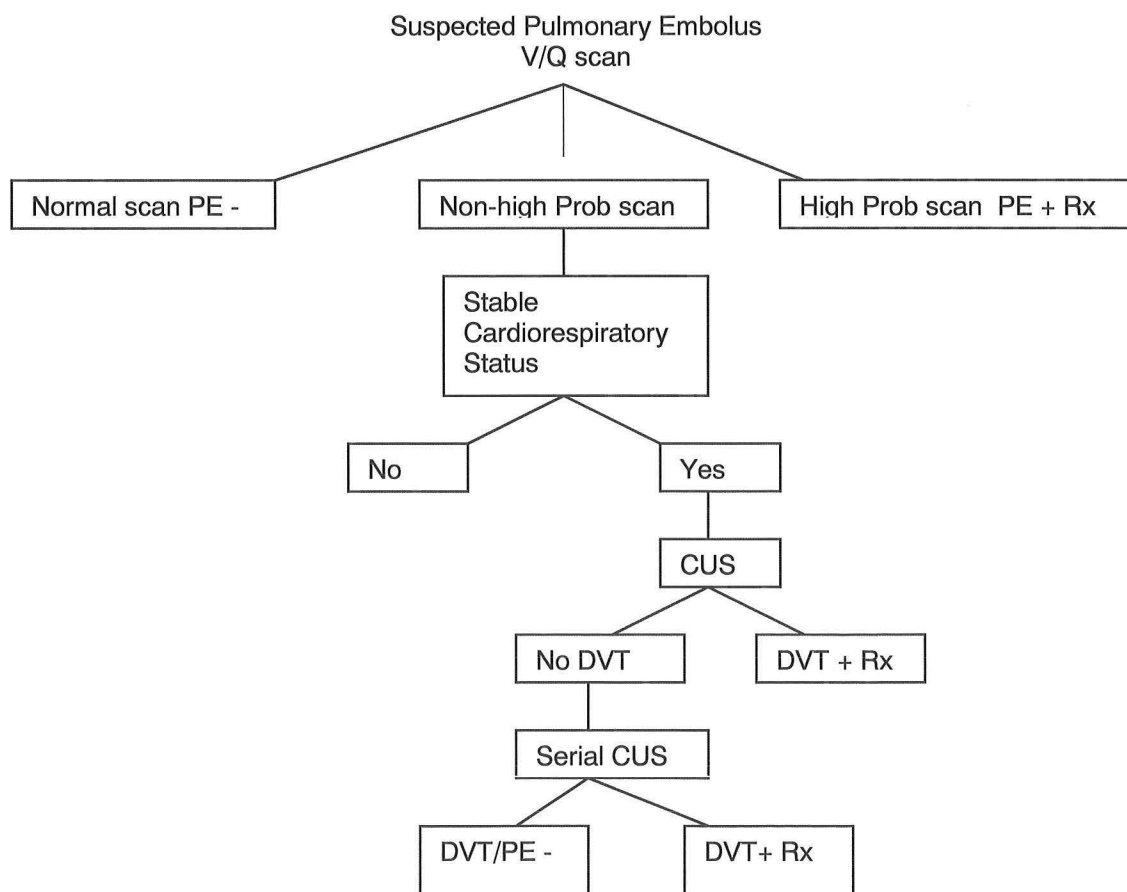 Suspected Pulmonary Embolus
V/Q scan
Normal scan PE -
Non-high Prob scan
High Prob scan  PE + Rx
Stable
Cardiorespiratory
Status
No
Yes
CUS
No DVT
DVT + Rx
Serial CUS
DVT/PE -
DVT+ Rx